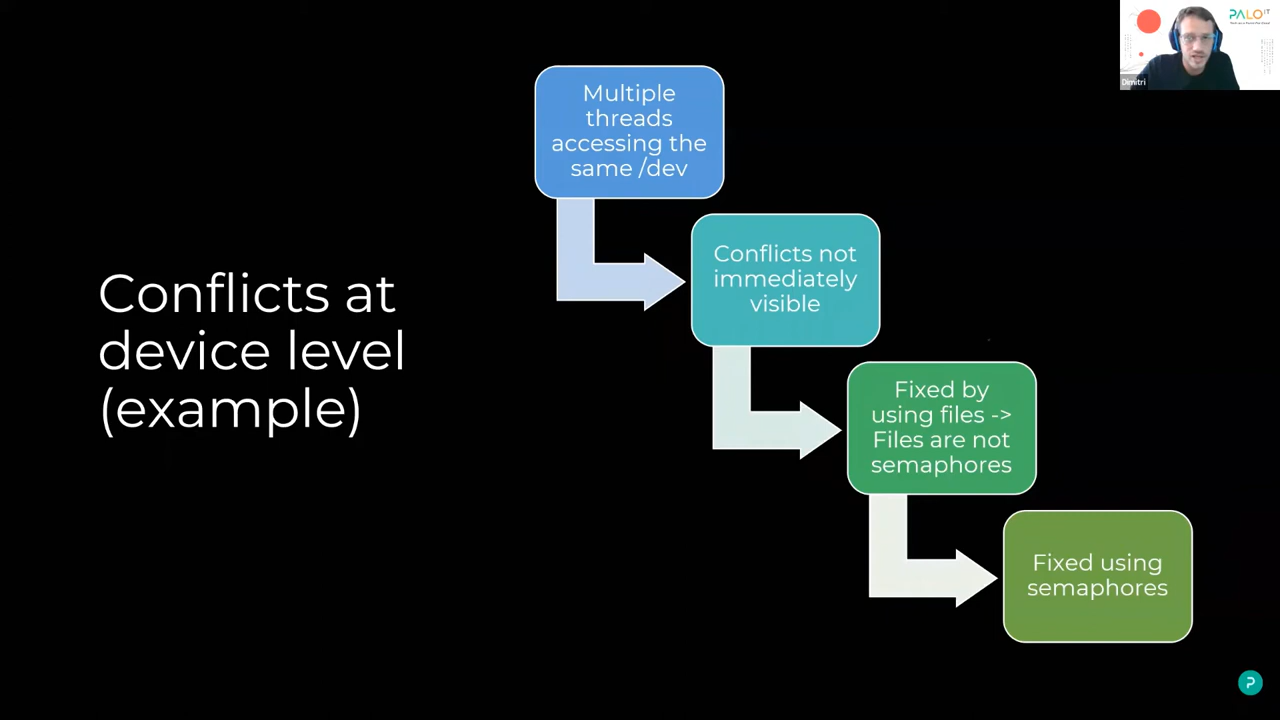 Conflicts at
device level
(example)
Multiple
threads
accessing the
same /dev
Conflicts not
immediately
visible
Fixed by
using files ->
Files are not
semaphores
Fixed using
semaphores
PALO IT
Dimitri